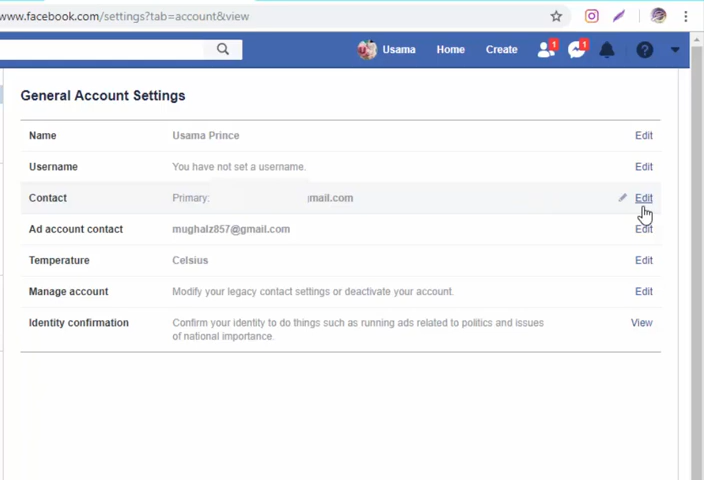 www.facebook.com/settings?tab=account&view
Usama Home Create 1 1
General Account Settings
Name Usama Prince Edit
Username You have not set a username. Edit
Contact Primary: gmail.com Edit
Ad account contact mughalz857@gmail.com Edit
Temperature Celsius Edit
Manage account Modify your legacy contact settings or deactivate your account. Edit
Identity confirmation Confirm your identity to do things such as running ads related to politics and issues View
of national importance.